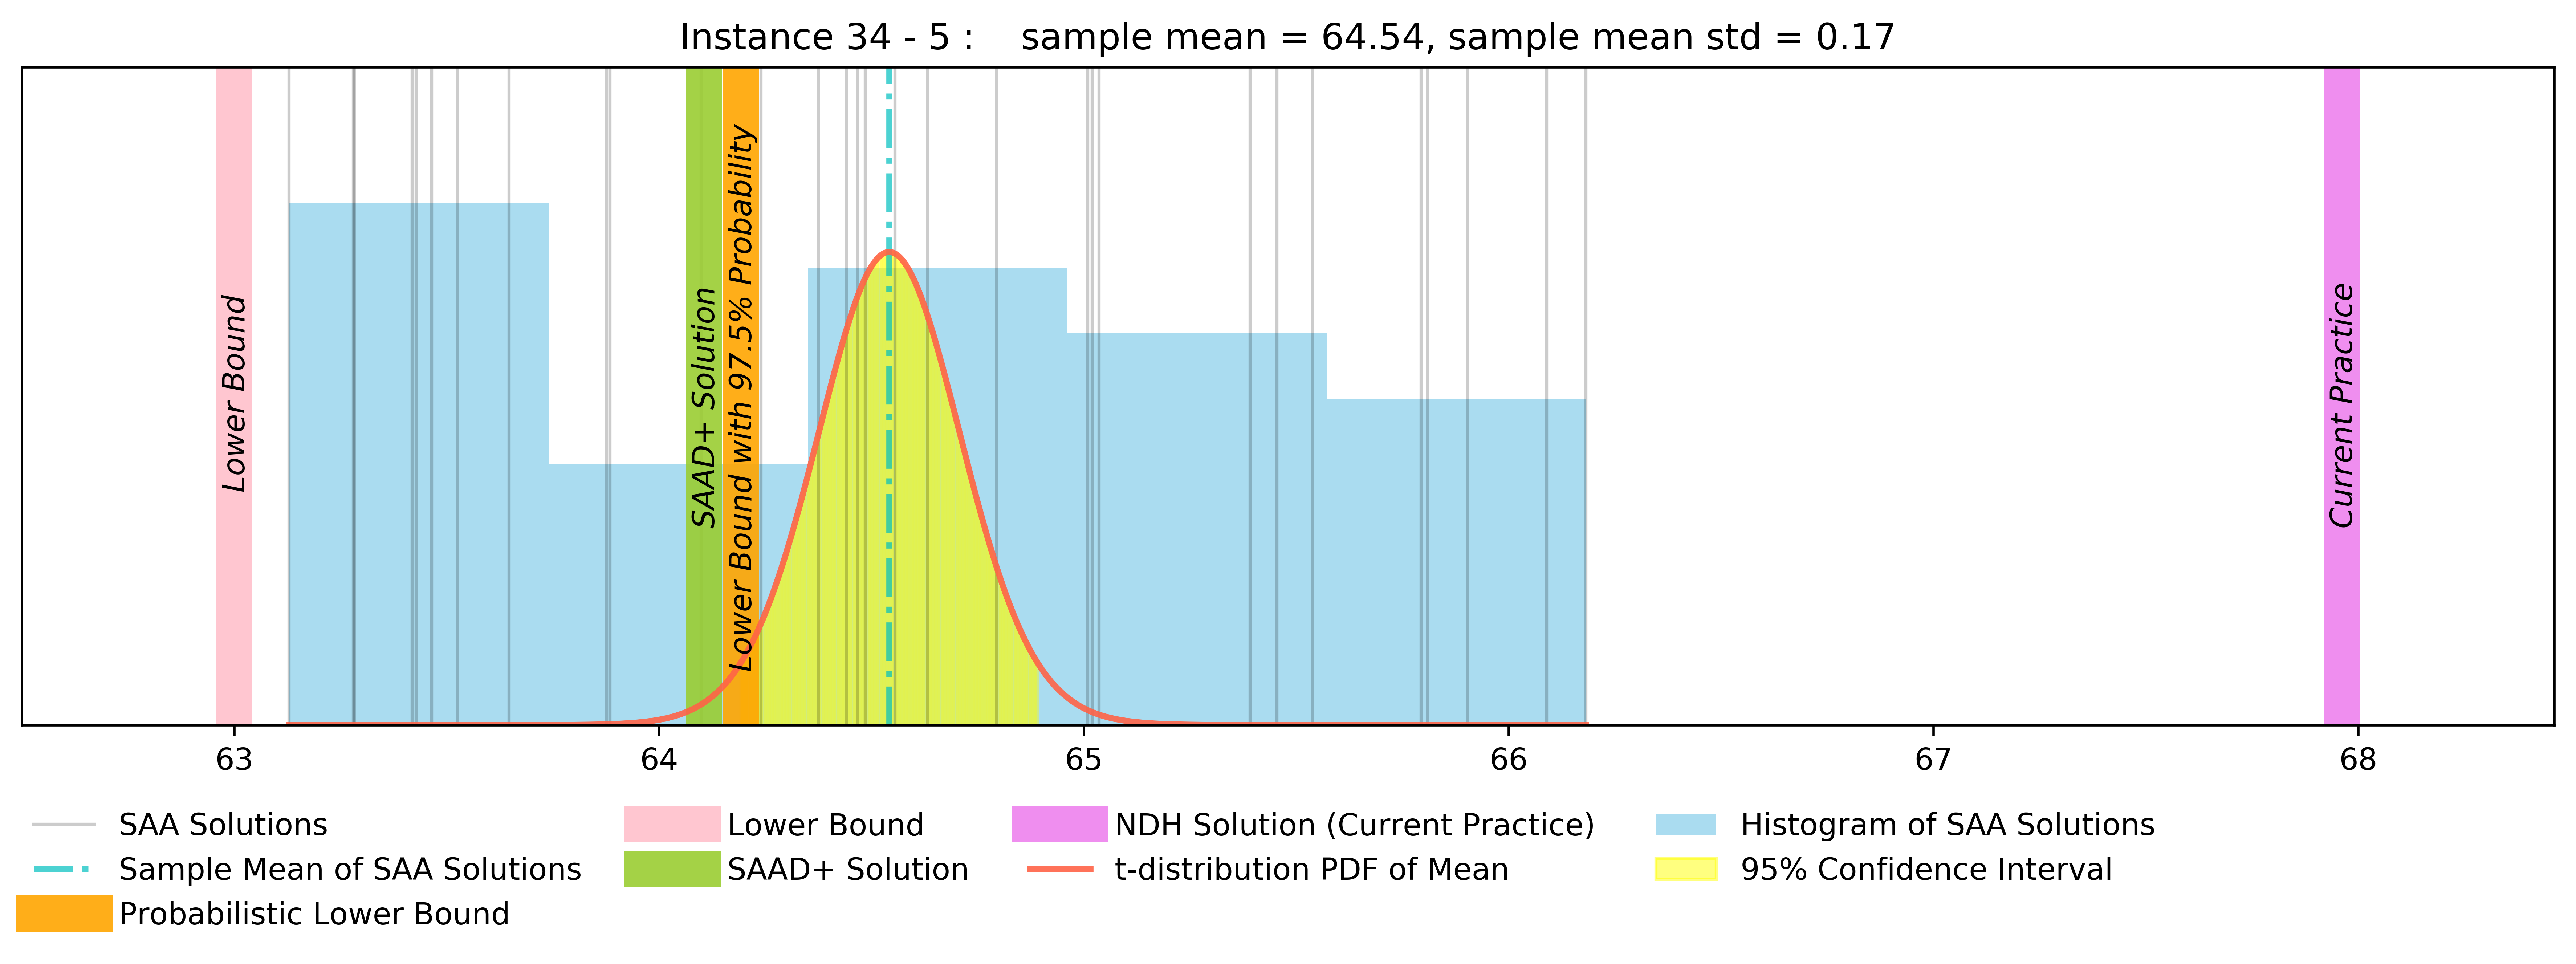 Instance 34 - 5 :    sample mean = 64.54, sample mean std = 0.17
Lower Bound
SAAD+ Solution
Lower Bound with 97.5% Probability
Current Practice
63
64
65
66
67
68
SAA Solutions
Sample Mean of SAA Solutions
Probabilistic Lower Bound
Lower Bound
SAAD+ Solution
NDH Solution (Current Practice)
t-distribution PDF of Mean
Histogram of SAA Solutions
95% Confidence Interval